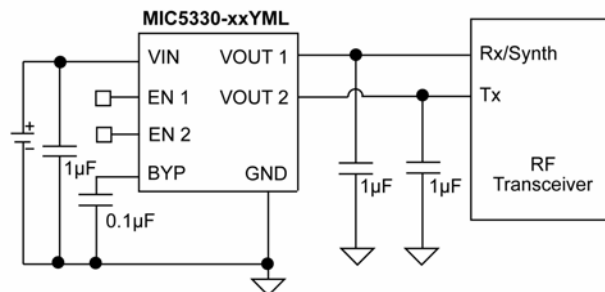 MIC5330-xxYML
VIN
VOUT 1
Rx/Synth
EN 1
VOUT 2
Tx
+
−
EN 2
1µF
BYP
GND
1µF
1µF
RF
Transceiver
0.1µF